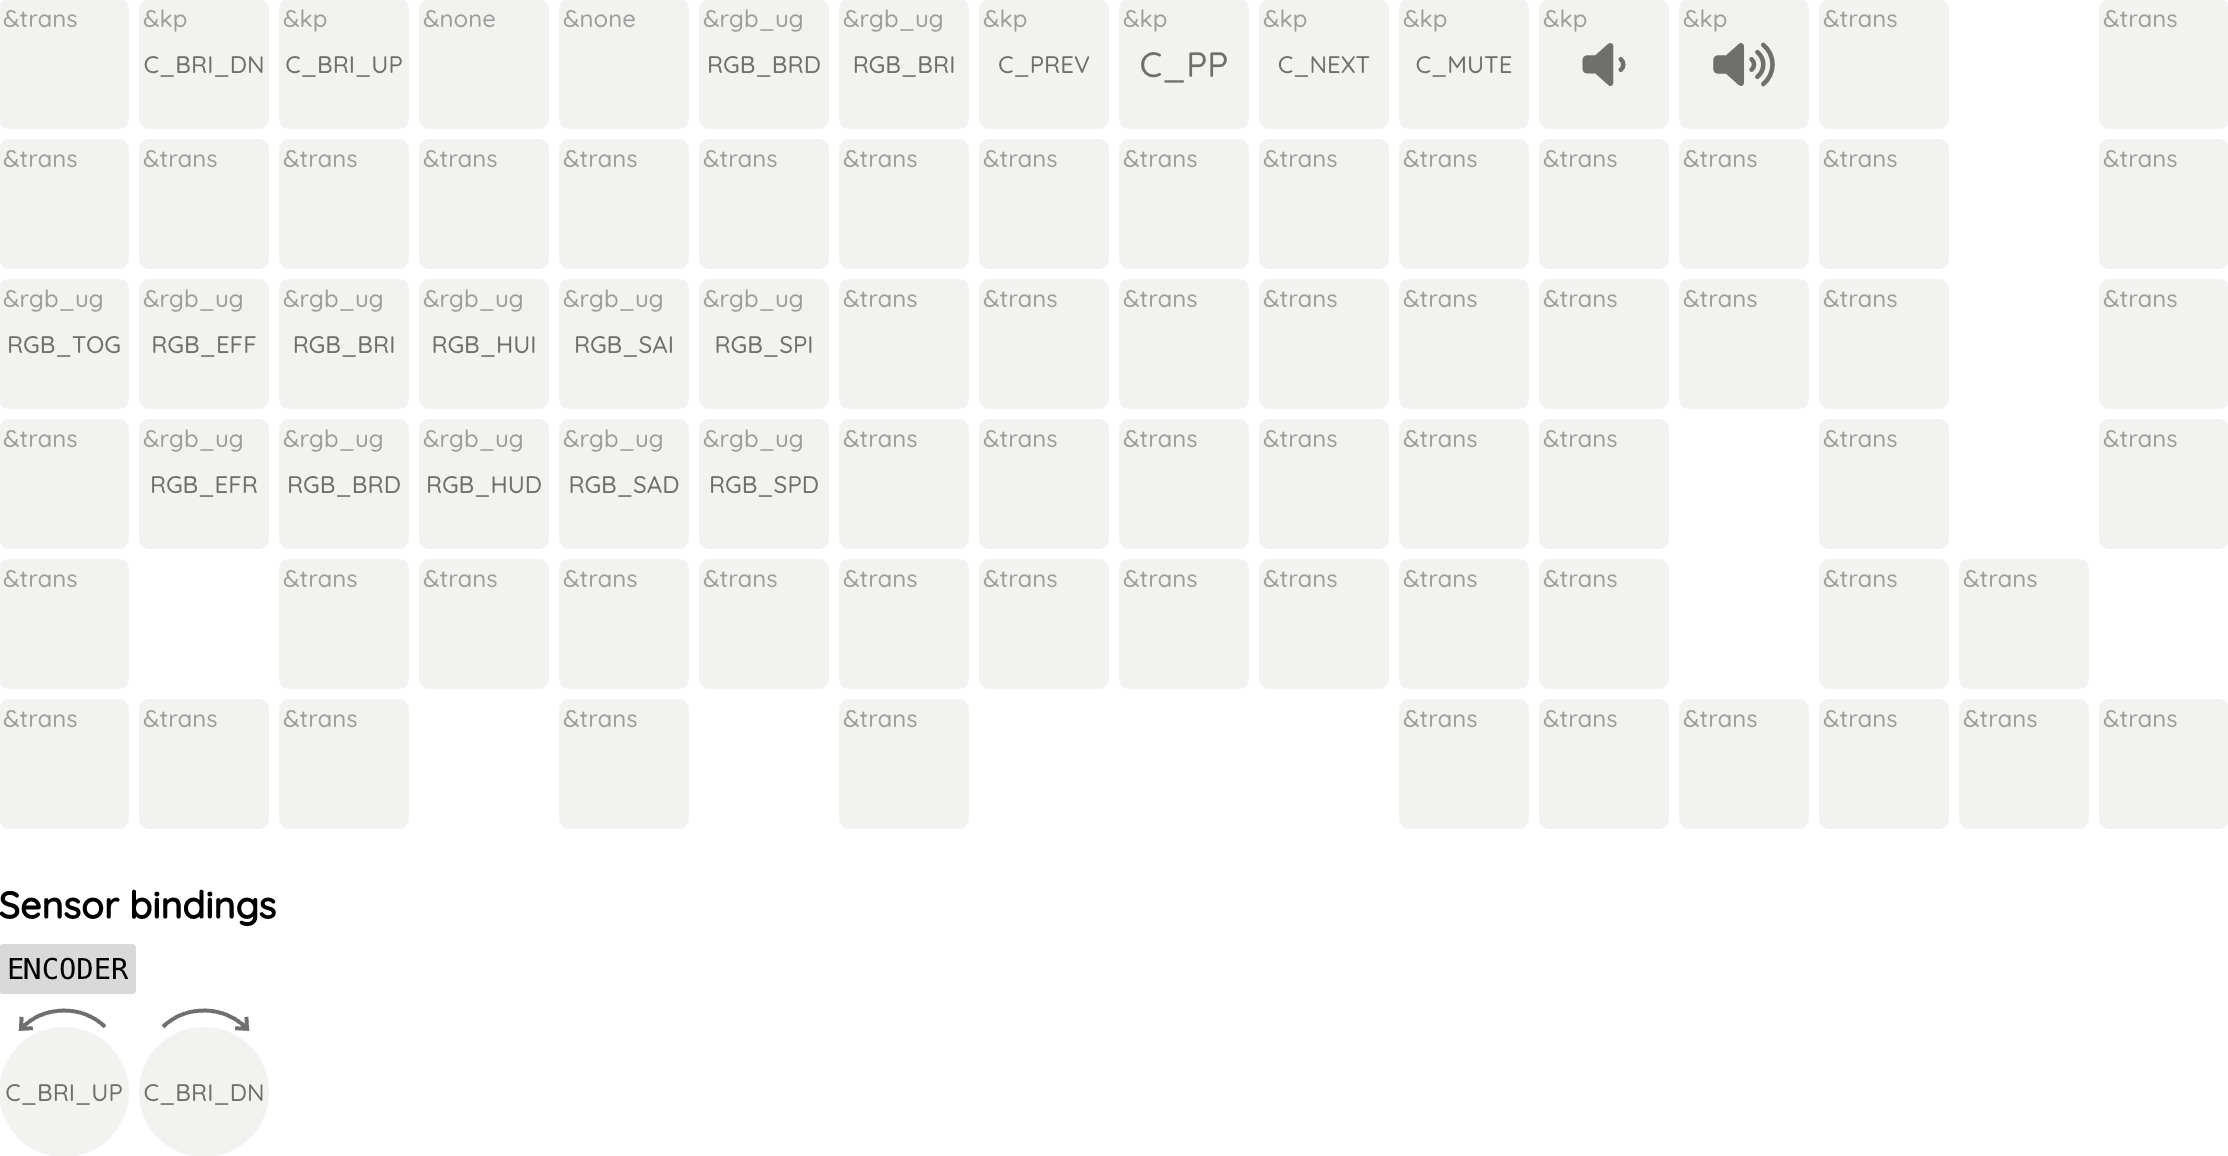 &trans &kp &kp &none &none &rgb_ug &rgb_ug &kp &kp &kp &kp &kp &kp &trans &trans
C_BRI_DN C_BRI_UP RGB_BRD RGB_BRI C_PREV C_PP C_NEXT C_MUTE
&trans &trans &trans &trans &trans &trans &trans &trans &trans &trans &trans &trans &trans &trans &trans
&rgb_ug &rgb_ug &rgb_ug &rgb_ug &rgb_ug &rgb_ug &trans &trans &trans &trans &trans &trans &trans &trans &trans
RGB_TOG RGB_EFF RGB_BRI RGB_HUI RGB_SAI RGB_SPI
&trans &rgb_ug &rgb_ug &rgb_ug &rgb_ug &rgb_ug &trans &trans &trans &trans &trans &trans &trans &trans
RGB_EFR RGB_BRD RGB_HUD RGB_SAD RGB_SPD
&trans &trans &trans &trans &trans &trans &trans &trans &trans &trans &trans &trans &trans
&trans &trans &trans &trans &trans &trans &trans &trans &trans &trans &trans
Sensor bindings
ENCODER
C_BRI_UP C_BRI_DN